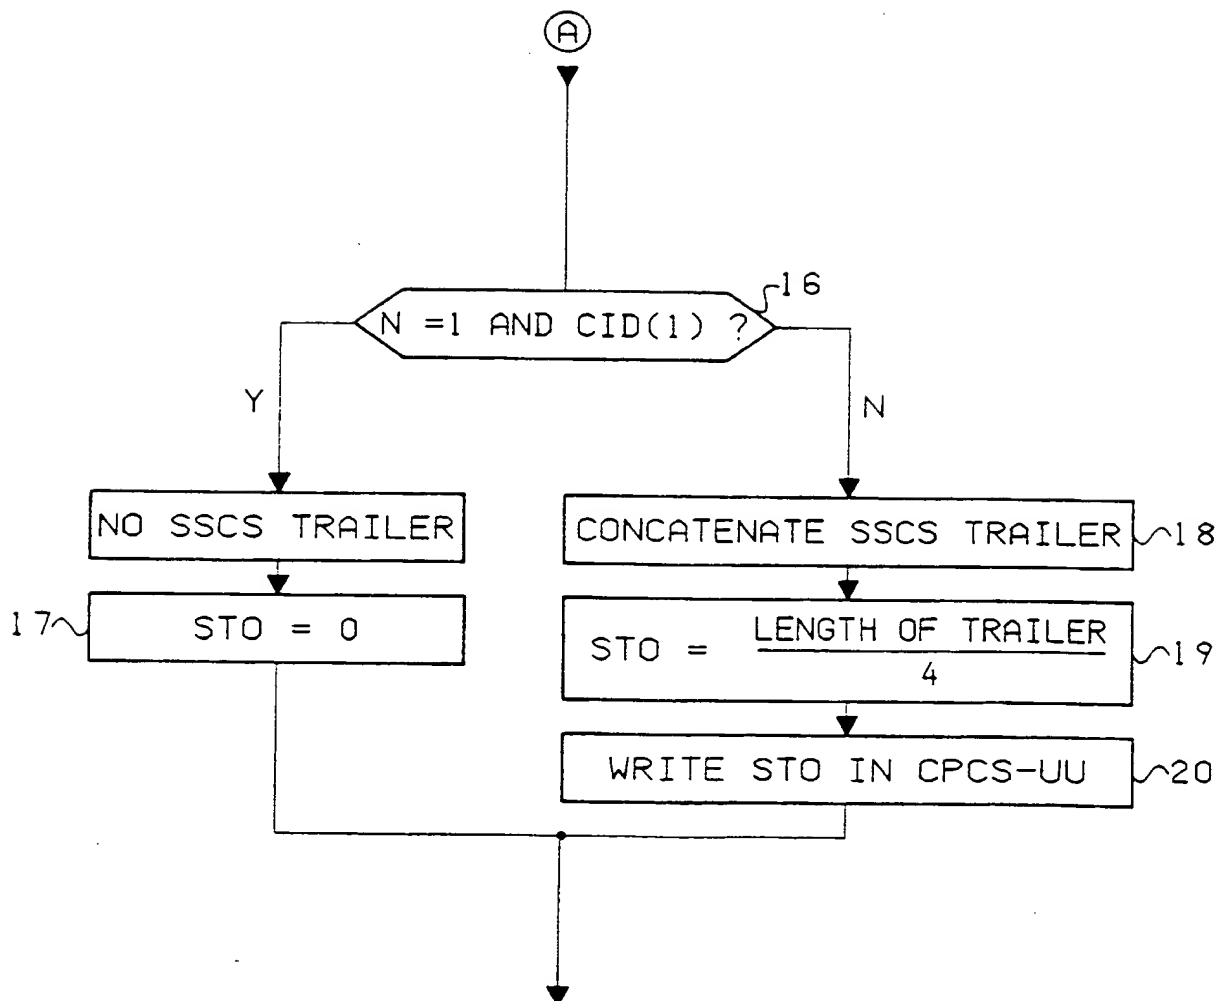 A
16
N =1 AND CID(1) ?
Y
N
NO SSCS TRAILER
CONCATENATE SSCS TRAILER
18
17
STO = 0
STO = LENGTH OF TRAILER
4
19
WRITE STO IN CPCS-UU
20